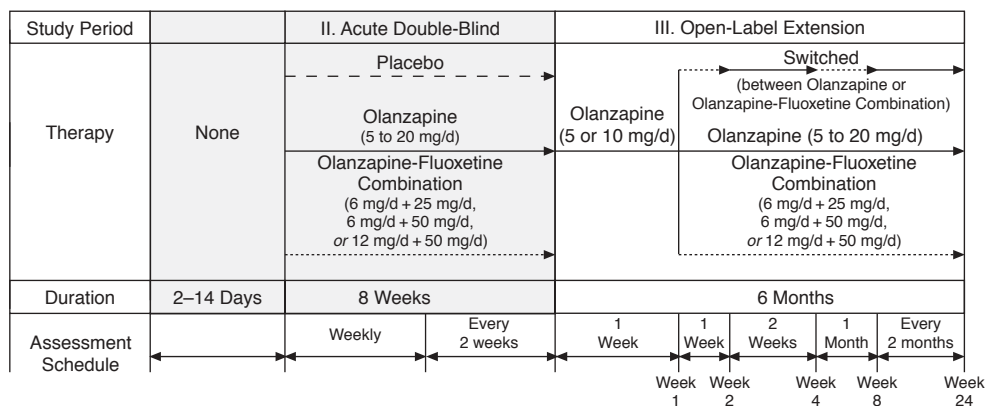 Study Period
II. Acute Double-Blind
III. Open-Label Extension
Therapy
None
Placebo
Olanzapine
(5 to 20 mg/d)
Olanzapine-Fluoxetine
Combination
(6 mg/d + 25 mg/d,
6 mg/d + 50 mg/d,
or 12 mg/d + 50 mg/d)
Olanzapine
(5 or 10 mg/d)
Switched
(between Olanzapine or
Olanzapine-Fluoxetine Combination)
Olanzapine (5 to 20 mg/d)
Olanzapine-Fluoxetine
Combination
(6 mg/d + 25 mg/d,
6 mg/d + 50 mg/d,
or 12 mg/d + 50 mg/d)
Duration
2–14 Days
8 Weeks
6 Months
Assessment
Schedule
Weekly
Every
2 weeks
1
Week
1
Week
2
Weeks
1
Month
Every
2 months
Week
1
Week
2
Week
4
Week
8
Week
24